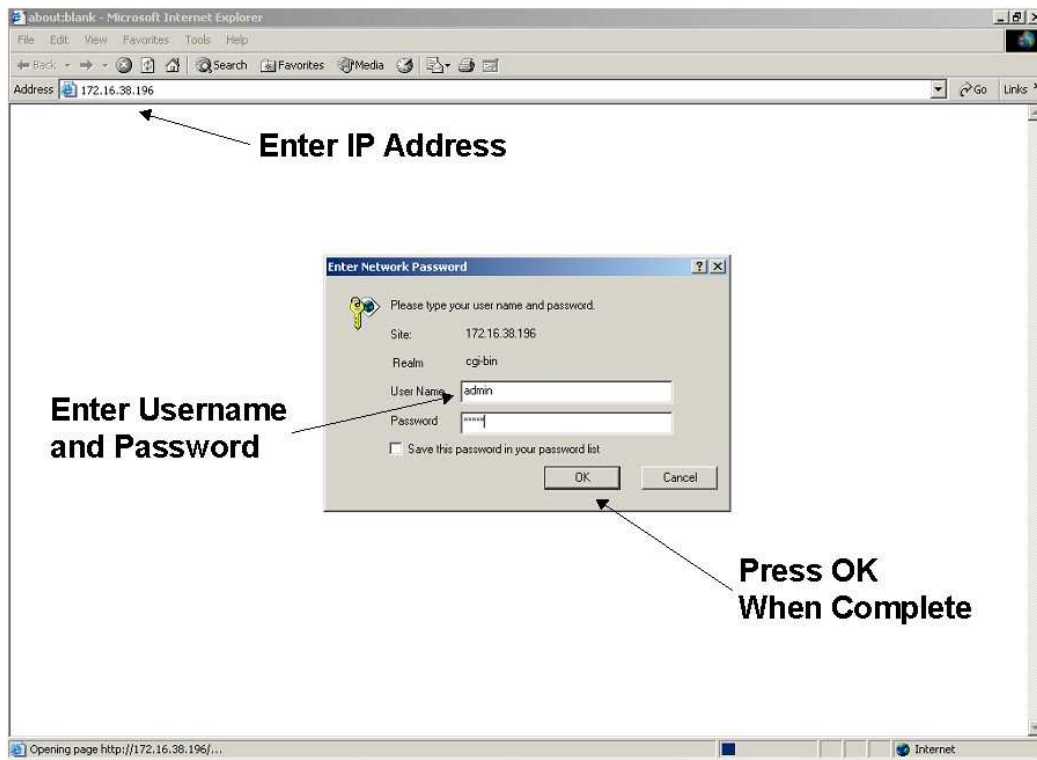 about:blank - Microsoft Internet Explorer
File Edit View Favorites Tools Help
Back Search Favorites Media
Address 172.16.38.196 Go Links
Enter IP Address
Enter Network Password
Please type your user name and password.
Site: 172.16.38.196
Realm cgi-bin
User Name admin
Password *****
Save this password in your password list
OK Cancel
Enter Username
and Password
Press OK
When Complete
Opening page http://172.16.38.196/... Internet